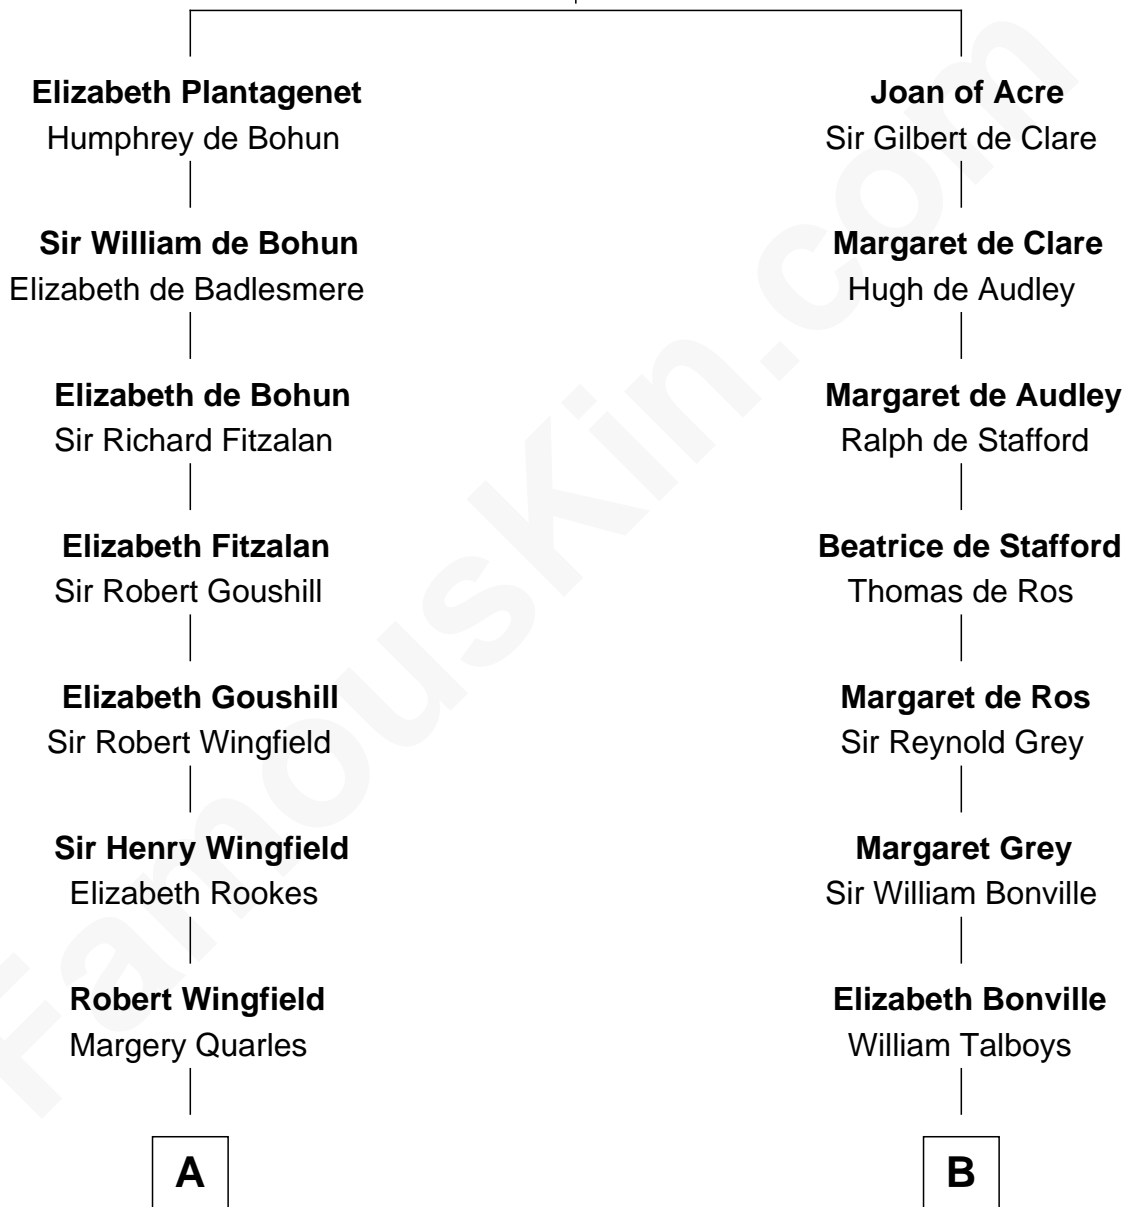 Elizabeth Plantagenet
Humphrey de Bohun
Sir William de Bohun
Elizabeth de Badlesmere
Elizabeth de Bohun
Sir Richard Fitzalan
Elizabeth Fitzalan
Sir Robert Goushill
Elizabeth Goushill
Sir Robert Wingfield
Sir Henry Wingfield
Elizabeth Rookes
Robert Wingfield
Margery Quarles
A
Joan of Acre
Sir Gilbert de Clare
Margaret de Clare
Hugh de Audley
Margaret de Audley
Ralph de Stafford
Beatrice de Stafford
Thomas de Ros
Margaret de Ros
Sir Reynold Grey
Margaret Grey
Sir William Bonville
Elizabeth Bonville
William Talboys
B
FamousKin.com